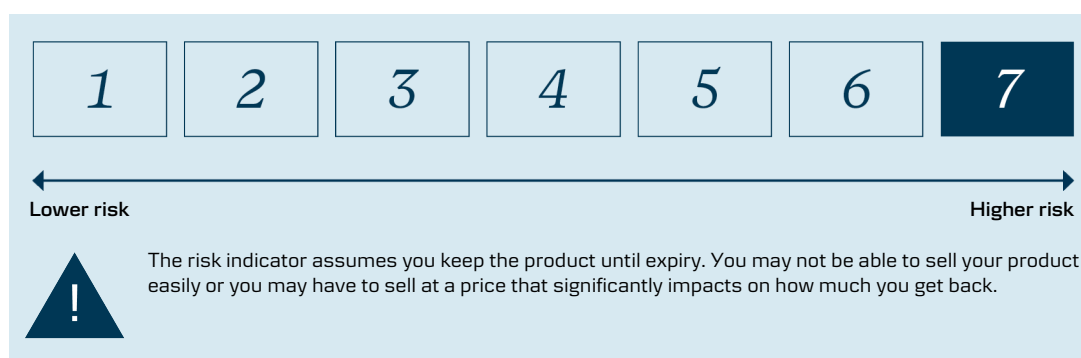 1 2 3 4 5 6 7
Lower risk Higher risk
!
The risk indicator assumes you keep the product until expiry. You may not be able to sell your product
easily or you may have to sell at a price that significantly impacts on how much you get back.